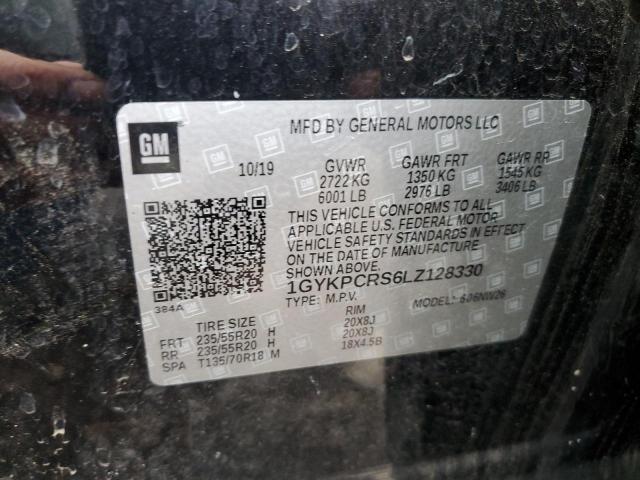 GM
MFD BY GENERAL MOTORS LLC
10/19 GVWR GAWR FRT GAWR RR
2722 KG 1350 KG 1545 KG
6001 LB 2976 LB 3406 LB
THIS VEHICLE CONFORMS TO ALL
APPLICABLE U.S. FEDERAL MOTOR
VEHICLE SAFETY STANDARDS IN EFFECT
ON THE DATE OF MANUFACTURE
SHOWN ABOVE.
1GYKPCRS6LZ128330
384A TYPE: M.P.V. MODEL: 6O6NW26
TIRE SIZE RIM
FRT 235/55R20 H 20X8J
RR 235/55R20 H 20X8J
SPA T135/70R18 M 18X4.5B